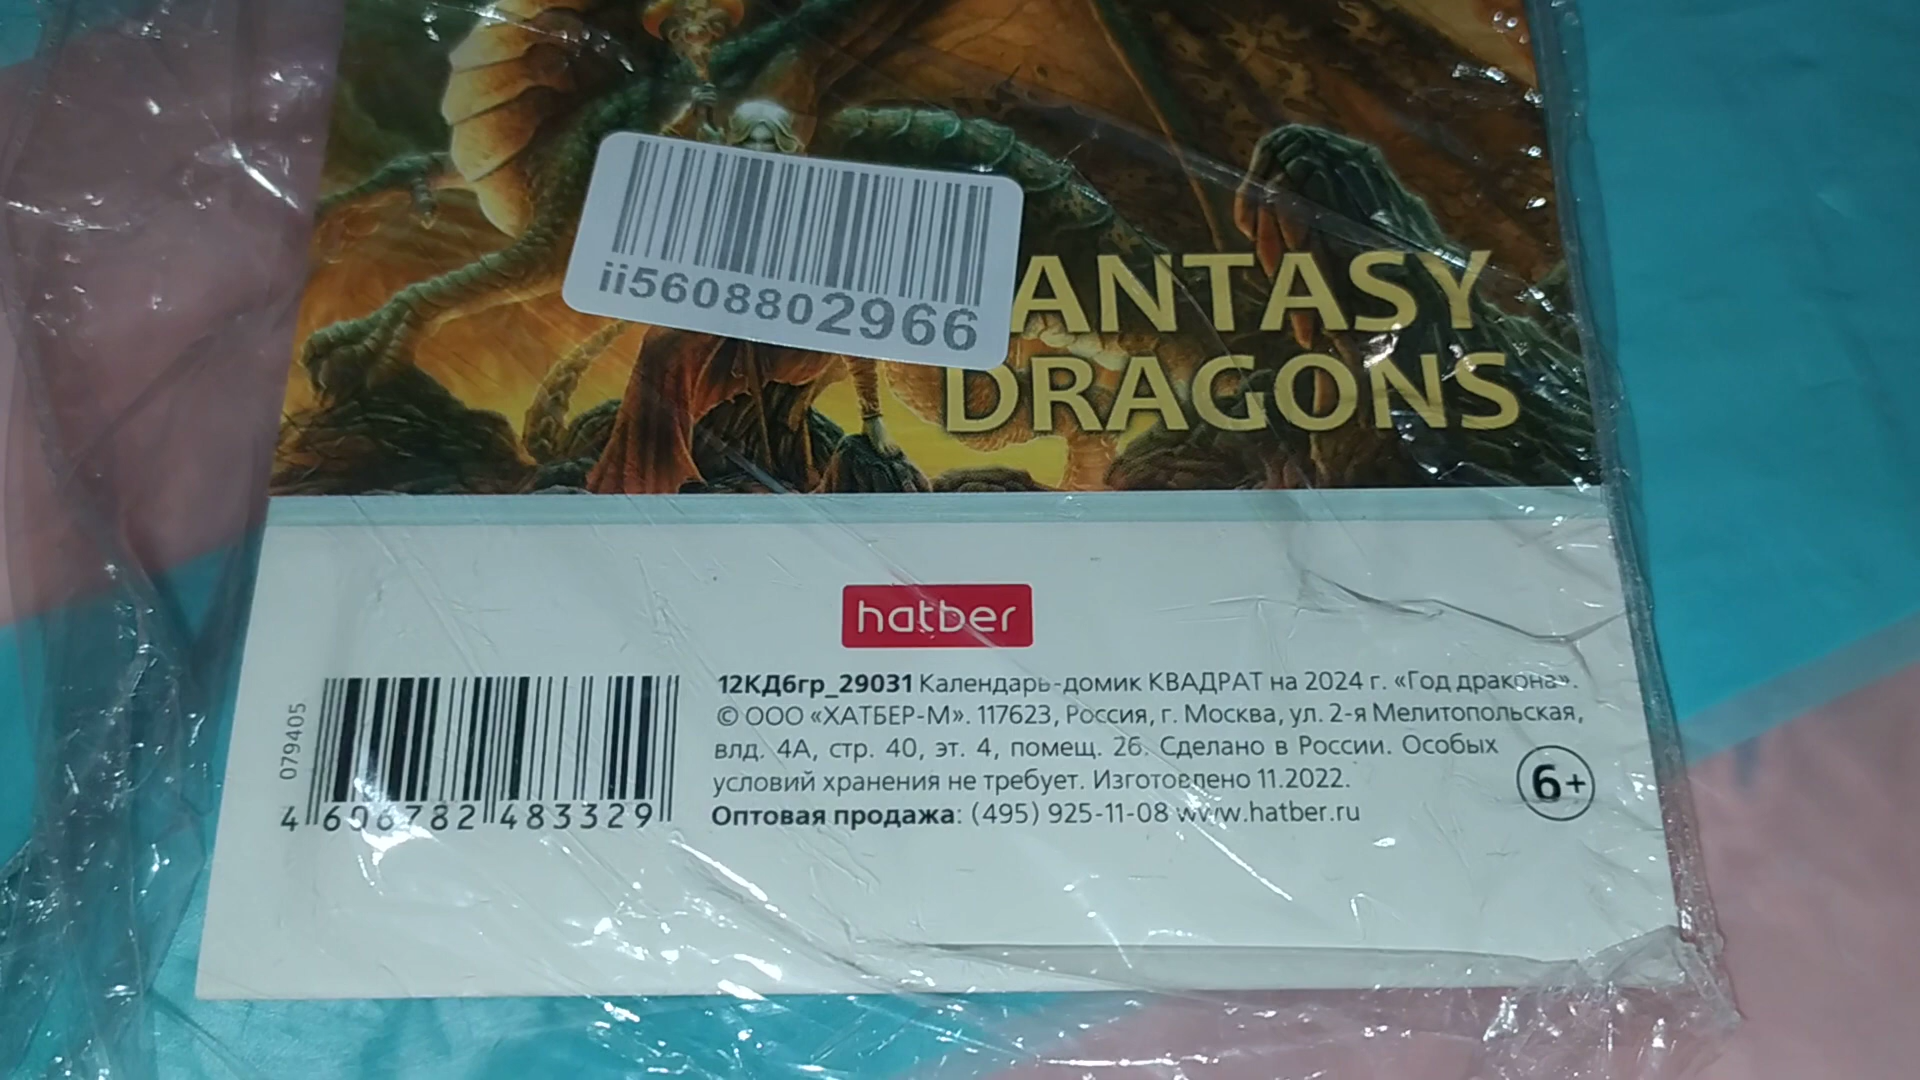 ii5608802966
ANTASY
DRAGONS
hatber
12КД6гр_29031 Календарь-домик КВАДРАТ на 2024 г. «Год дракона».
© ООО «ХАТБЕР-М». 117623, Россия, г. Москва, ул. 2-я Мелитопольская,
влд. 4А, стр. 40, эт. 4, помещ. 26. Сделано в России. Особых
условий хранения не требует. Изготовлено 11.2022.
Оптовая продажа: (495) 925-11-08 www.hatber.ru
6+
079405
4 606782 483329